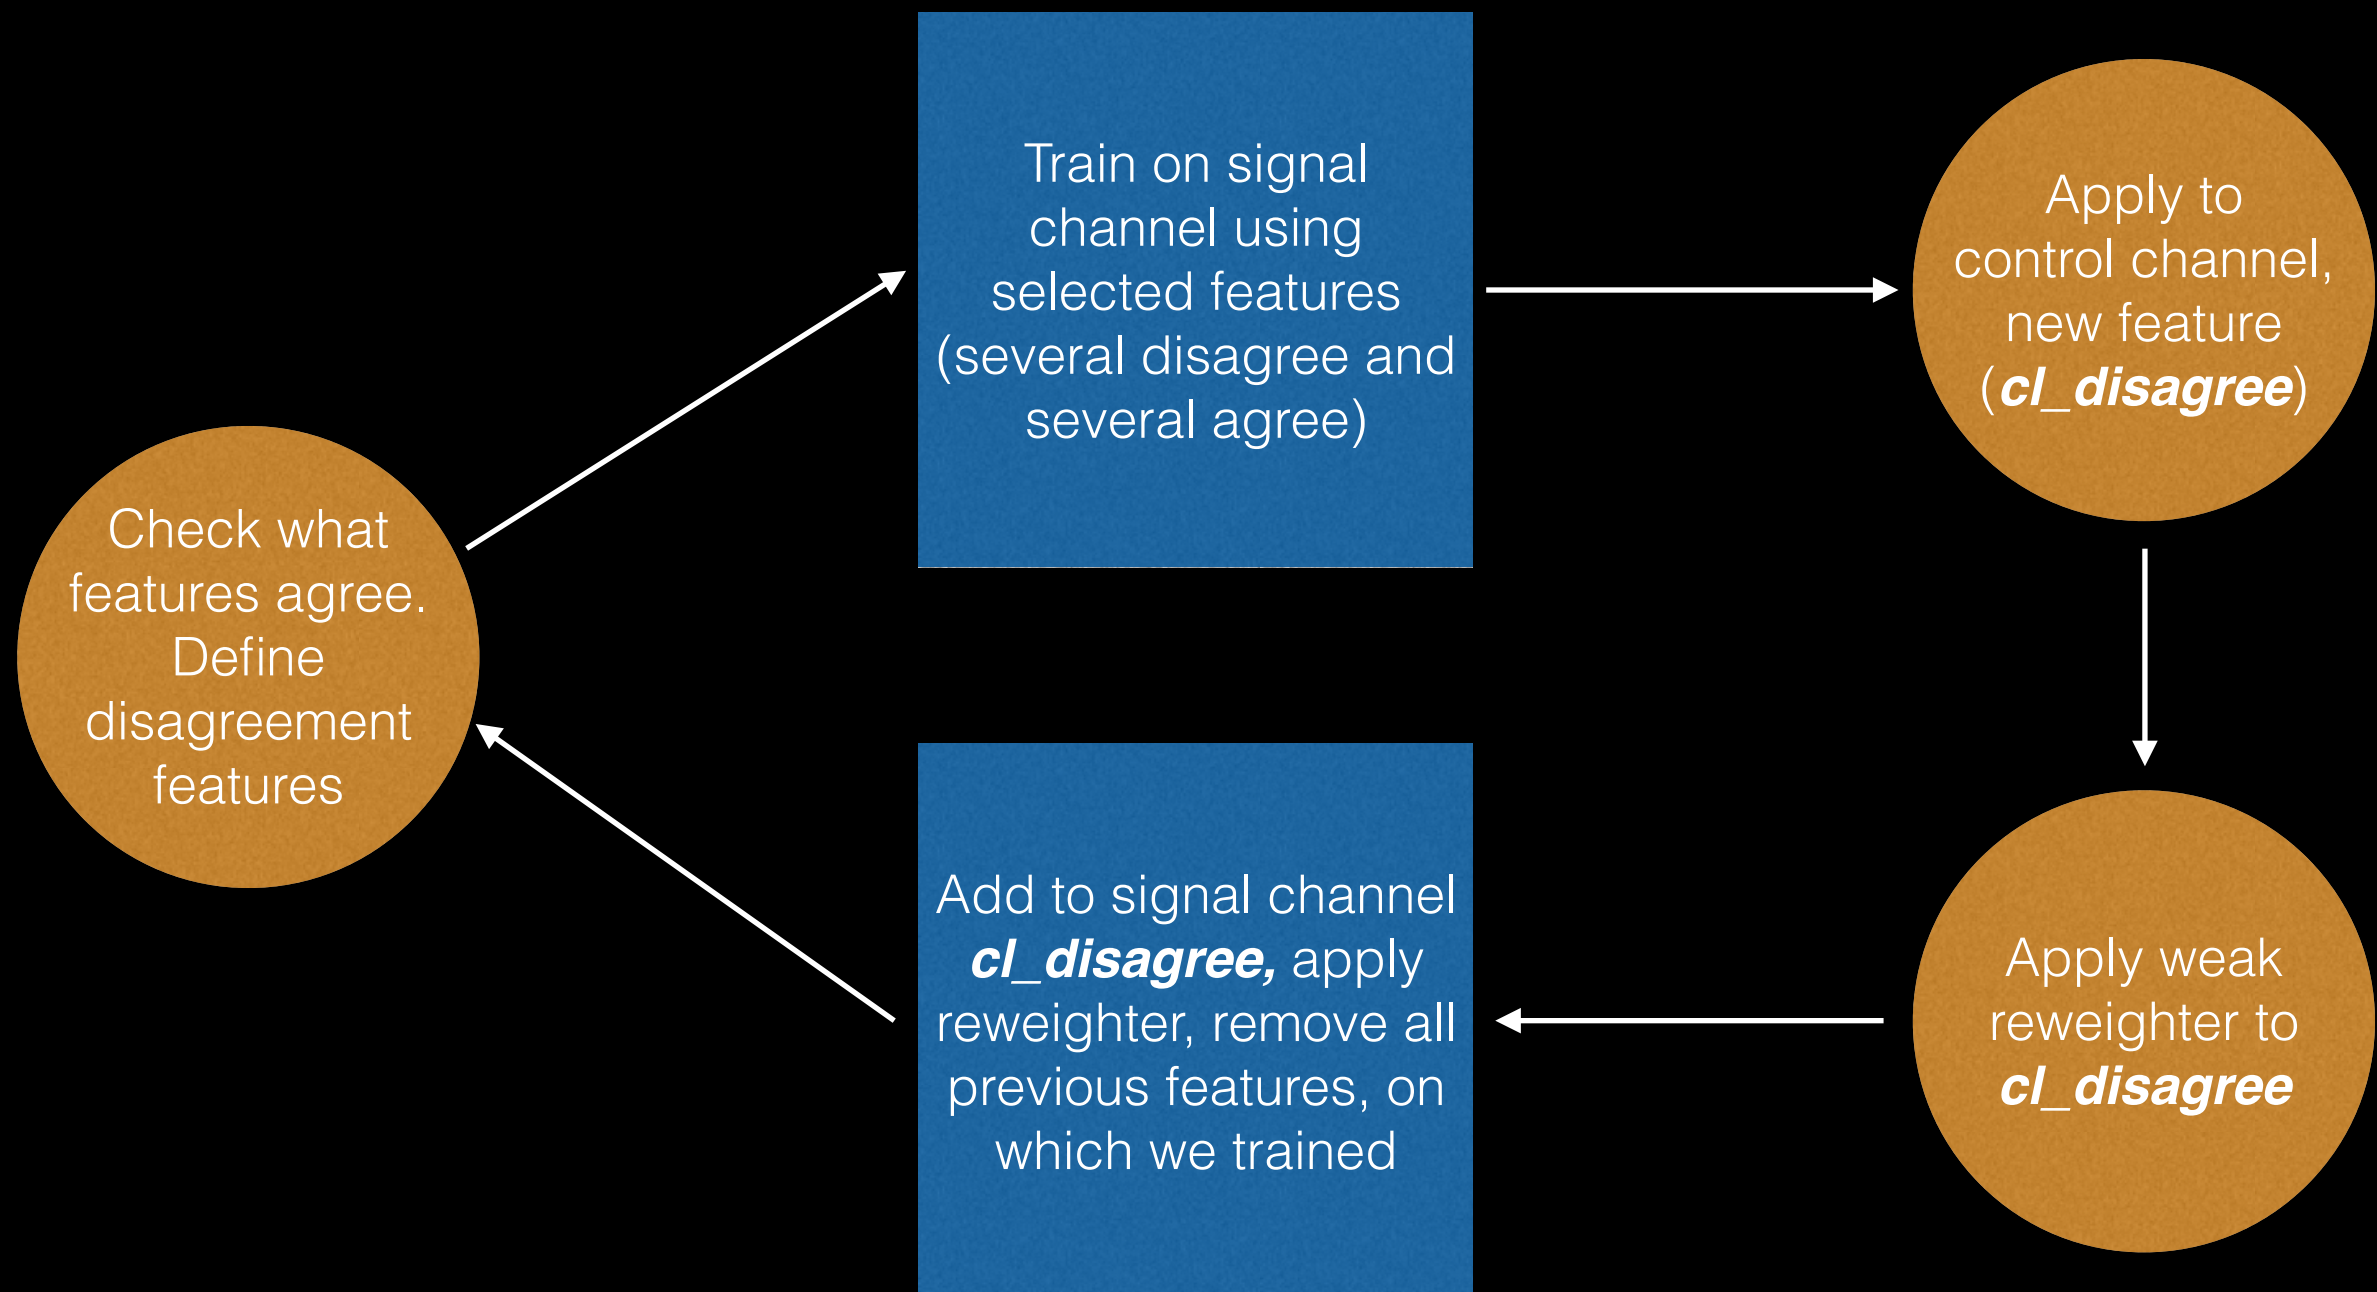 Check what
features agree.
Define
disagreement
features
Train on signal
channel using
selected features
(several disagree and
several agree)
Apply to
control channel,
new feature
(cl_disagree)
Apply weak
reweighter to
cl_disagree
Add to signal channel
cl_disagree, apply
reweighter, remove all
previous features, on
which we trained